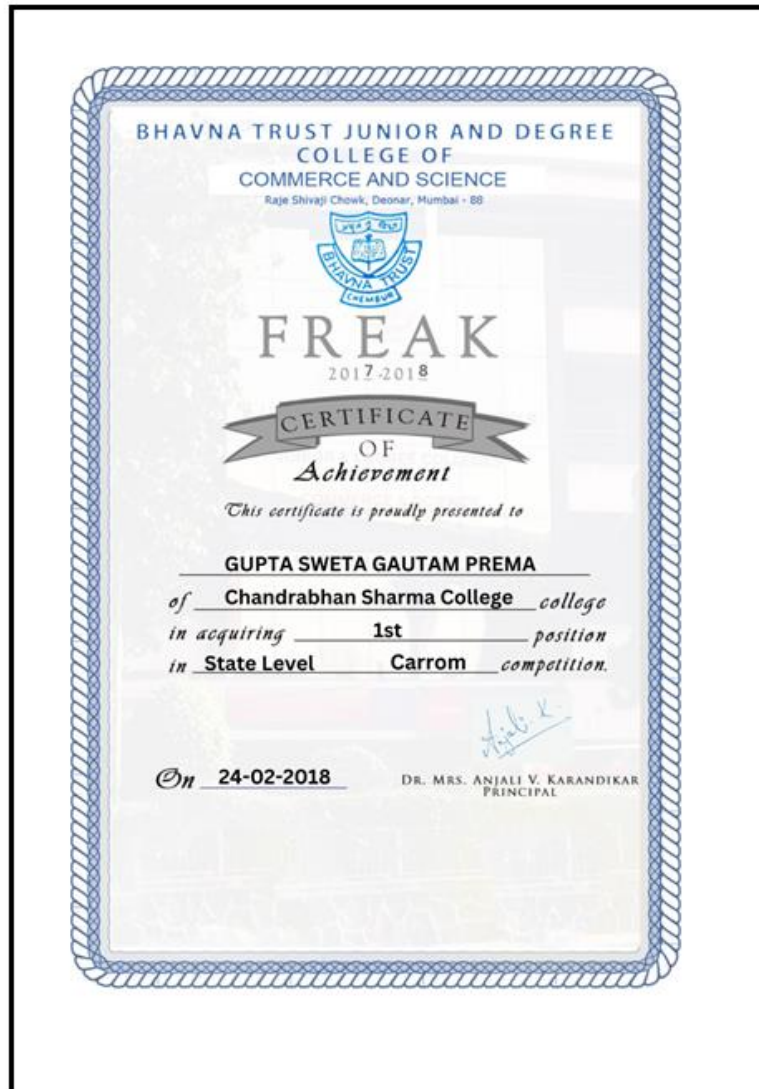 BHAVNA TRUST JUNIOR AND DEGREE
COLLEGE OF
COMMERCE AND SCIENCE
Raje Shivaji Chowk, Deonar, Mumbai - 88
BHAVNA TRUST
CHEMBUR
FREAK
2017-2018
CERTIFICATE
OF
Achievement
This certificate is proudly presented to
GUPTA SWETA GAUTAM PREMA
of Chandrabhan Sharma College college
in acquiring 1st position
in State Level Carrom competition.
Anjali. K.
On 24-02-2018
DR. MRS. ANJALI V. KARANDIKAR
PRINCIPAL